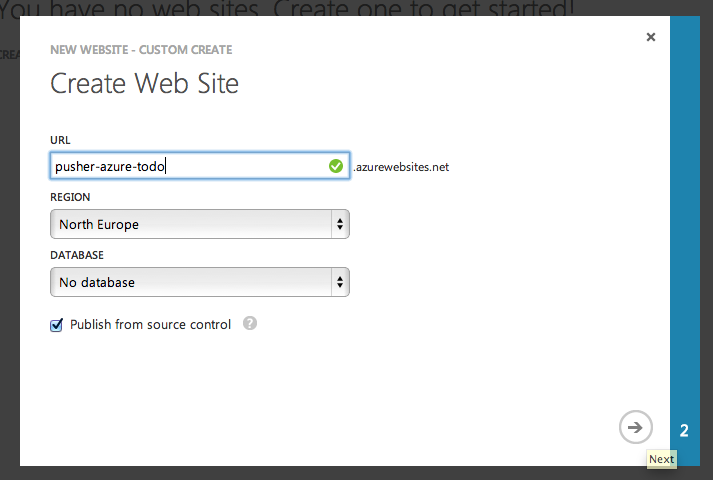 You have no web sites. Create one to get started!
CREA
NEW WEBSITE - CUSTOM CREATE
Create Web Site
URL
pusher-azure-todo .azurewebsites.net
REGION
North Europe
DATABASE
No database
Publish from source control ?
2
Next